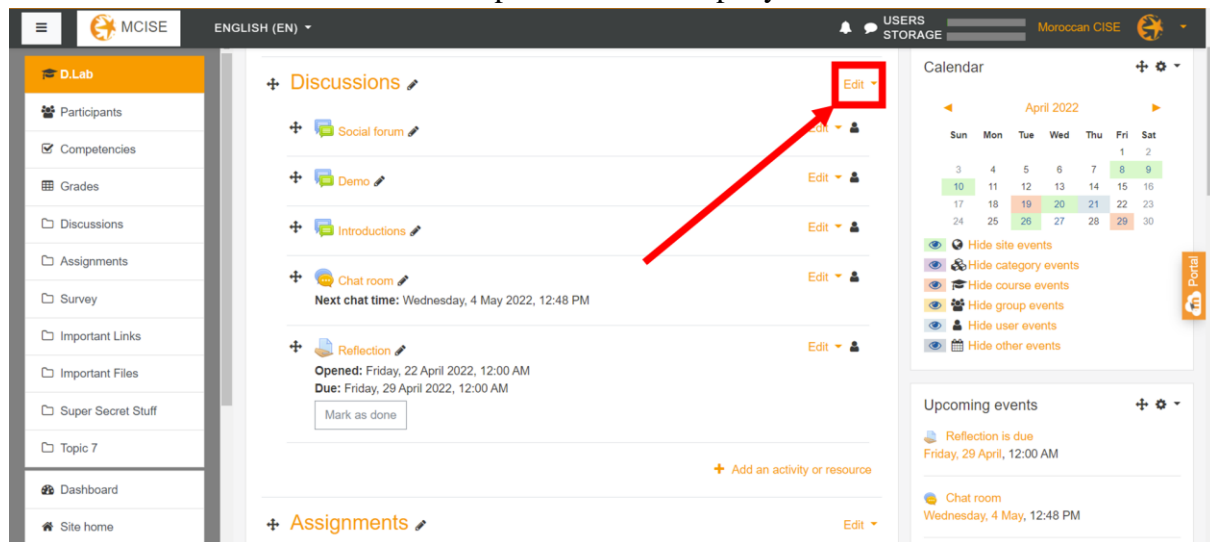 MCISE
ENGLISH (EN)
USERS
STORAGE
Moroccan CISE
D.Lab
Participants
Competencies
Grades
Discussions
Assignments
Survey
Important Links
Important Files
Super Secret Stuff
Topic 7
Dashboard
Site home
Discussions
Edit
Social forum
Edit
Demo
Edit
Introductions
Edit
Chat room
Edit
Next chat time: Wednesday, 4 May 2022, 12:48 PM
Reflection
Edit
Opened: Friday, 22 April 2022, 12:00 AM
Due: Friday, 29 April 2022, 12:00 AM
Mark as done
+ Add an activity or resource
Assignments
Edit
Calendar
April 2022
Sun Mon Tue Wed Thu Fri Sat
1 2
3 4 5 6 7 8 9
10 11 12 13 14 15 16
17 18 19 20 21 22 23
24 25 26 27 28 29 30
Hide site events
Hide category events
Hide course events
Hide group events
Hide user events
Hide other events
Upcoming events
Reflection is due
Friday, 29 April, 12:00 AM
Chat room
Wednesday, 4 May, 12:48 PM
Portal